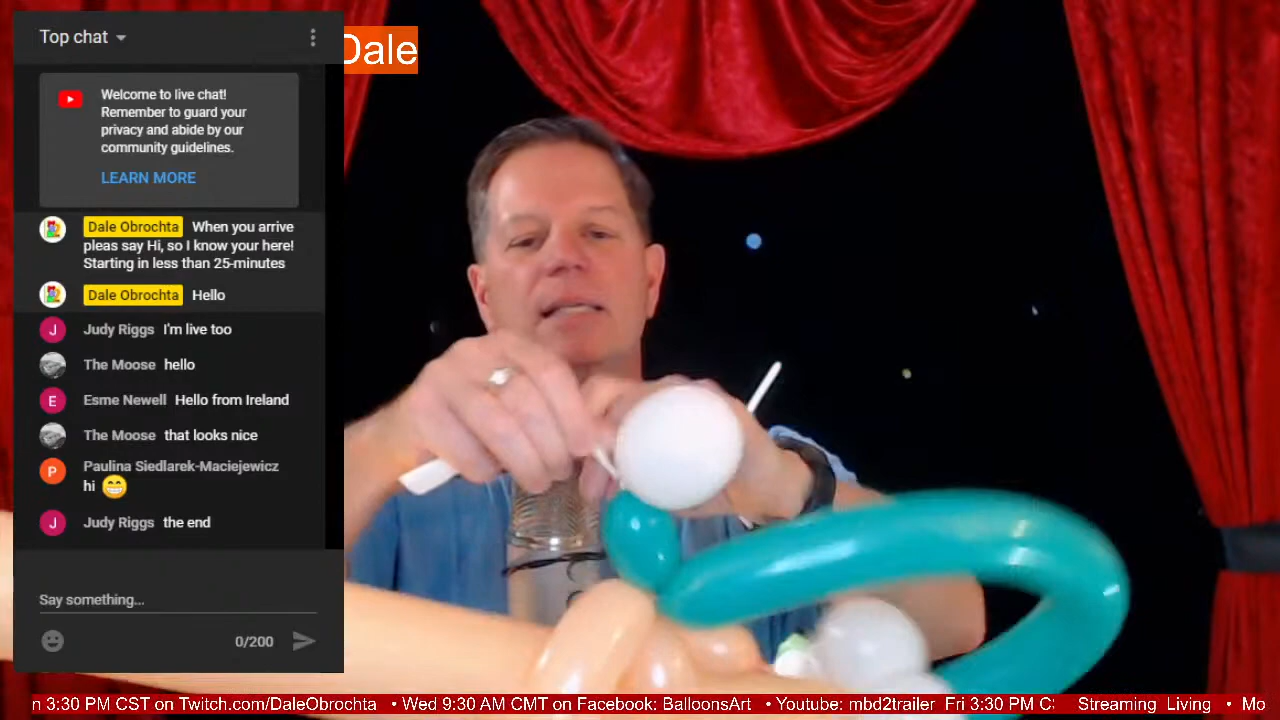 Top chat
Dale
Welcome to live chat!
Remember to guard your
privacy and abide by our
community guidelines.
LEARN MORE
Dale Obrochta When you arrive
pleas say Hi, so I know your here!
Starting in less than 25-minutes
Dale Obrochta Hello
J Judy Riggs I'm live too
The Moose hello
E Esme Newell Hello from Ireland
The Moose that looks nice
P Paulina Siedlarek-Maciejewicz
hi
J Judy Riggs the end
Say something...
0/200
n 3:30 PM CST on Twitch.com/DaleObrochta • Wed 9:30 AM CMT on Facebook: BalloonsArt • Youtube: mbd2trailer Fri 3:30 PM C Streaming Living • Mo